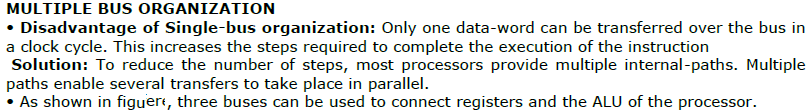 MULTIPLE BUS ORGANIZATION
• Disadvantage of Single-bus organization: Only one data-word can be transferred over the bus in
a clock cycle. This increases the steps required to complete the execution of the instruction
Solution: To reduce the number of steps, most processors provide multiple internal-paths. Multiple
paths enable several transfers to take place in parallel.
• As shown in figuere, three buses can be used to connect registers and the ALU of the processor.